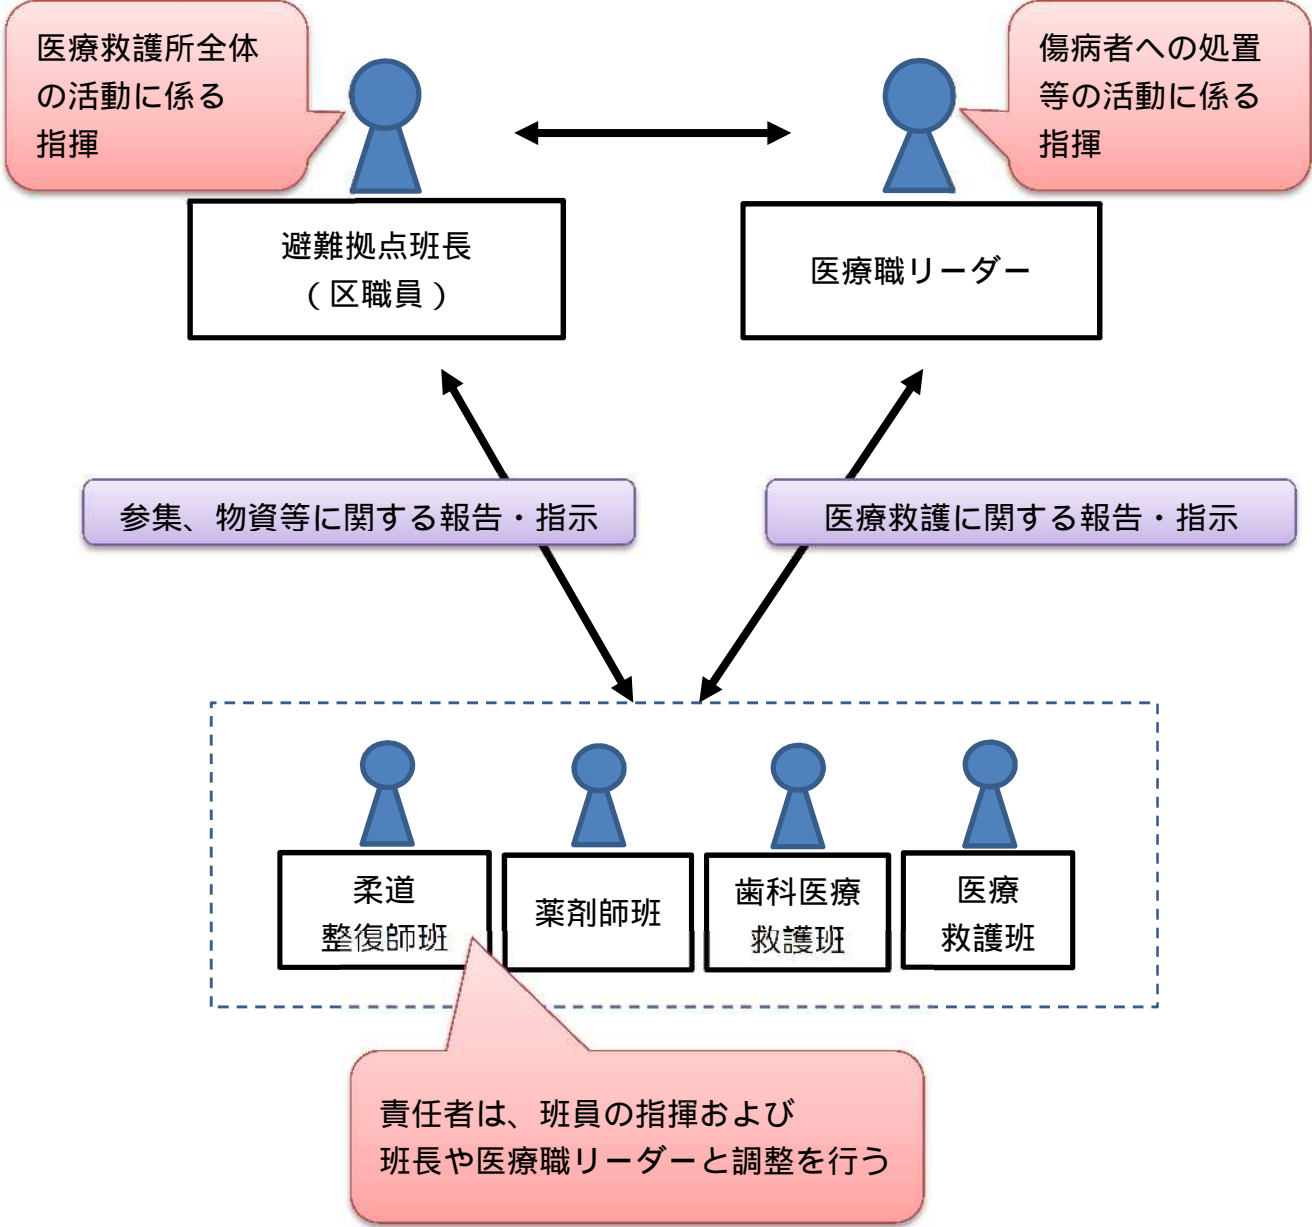 医療救護所全体
の活動に係る
指揮
傷病者への処置
等の活動に係る
指揮
避難拠点班長
(区職員)
医療職リーダー
参集、物資等に関する報告・指示
医療救護に関する報告・指示
柔道
整復師班
薬剤師班
歯科医療
救護班
医療
救護班
責任者は、班員の指揮および
班長や医療職リーダーと調整を行う